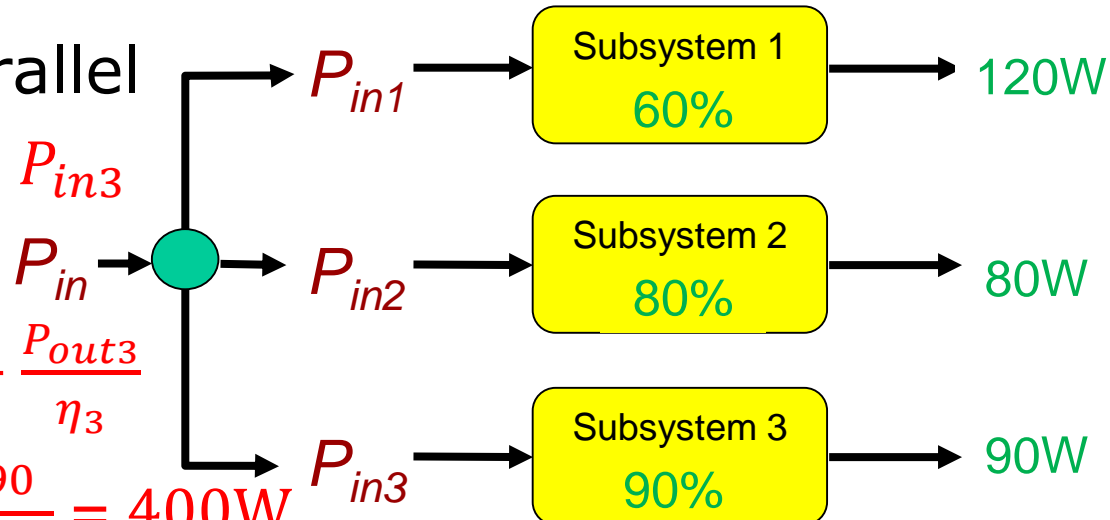 rallel
P_in3
P_in
P_out3
η_3
90
= 400W
P_in1
Subsystem 1
60%
120W
P_in2
Subsystem 2
80%
80W
P_in3
Subsystem 3
90%
90W